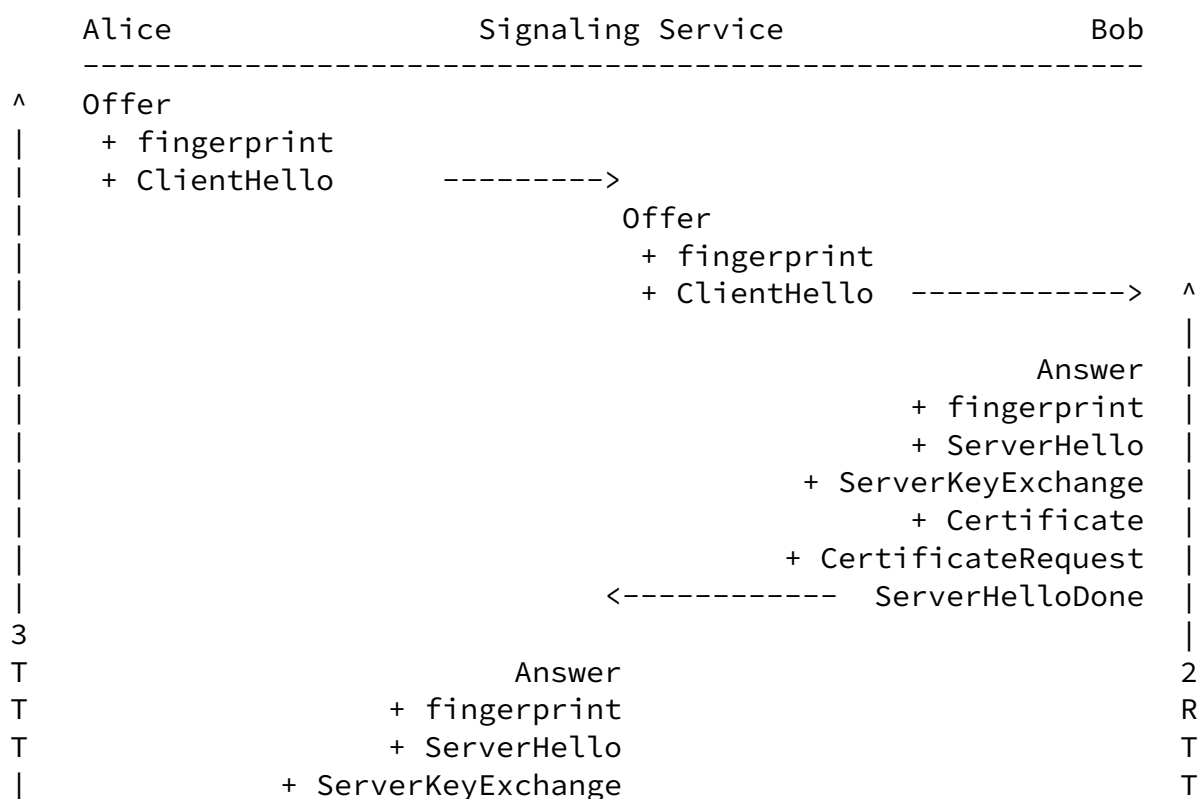 Alice                 Signaling Service                 Bob
    -----------------------------------------------------------
^   Offer
|    + fingerprint
|    + ClientHello      --------->
|                                 Offer
|                                  + fingerprint
|                                  + ClientHello  ------------>  ^
|                                                                |
|                                                        Answer  |
|                                                 + fingerprint  |
|                                                 + ServerHello  |
|                                           + ServerKeyExchange  |
|                                                 + Certificate  |
|                                          + CertificateRequest  |
|                                <------------  ServerHelloDone  |
3                                                                |
T                           Answer                               2
T                    + fingerprint                               R
T                    + ServerHello                               T
|              + ServerKeyExchange                               T